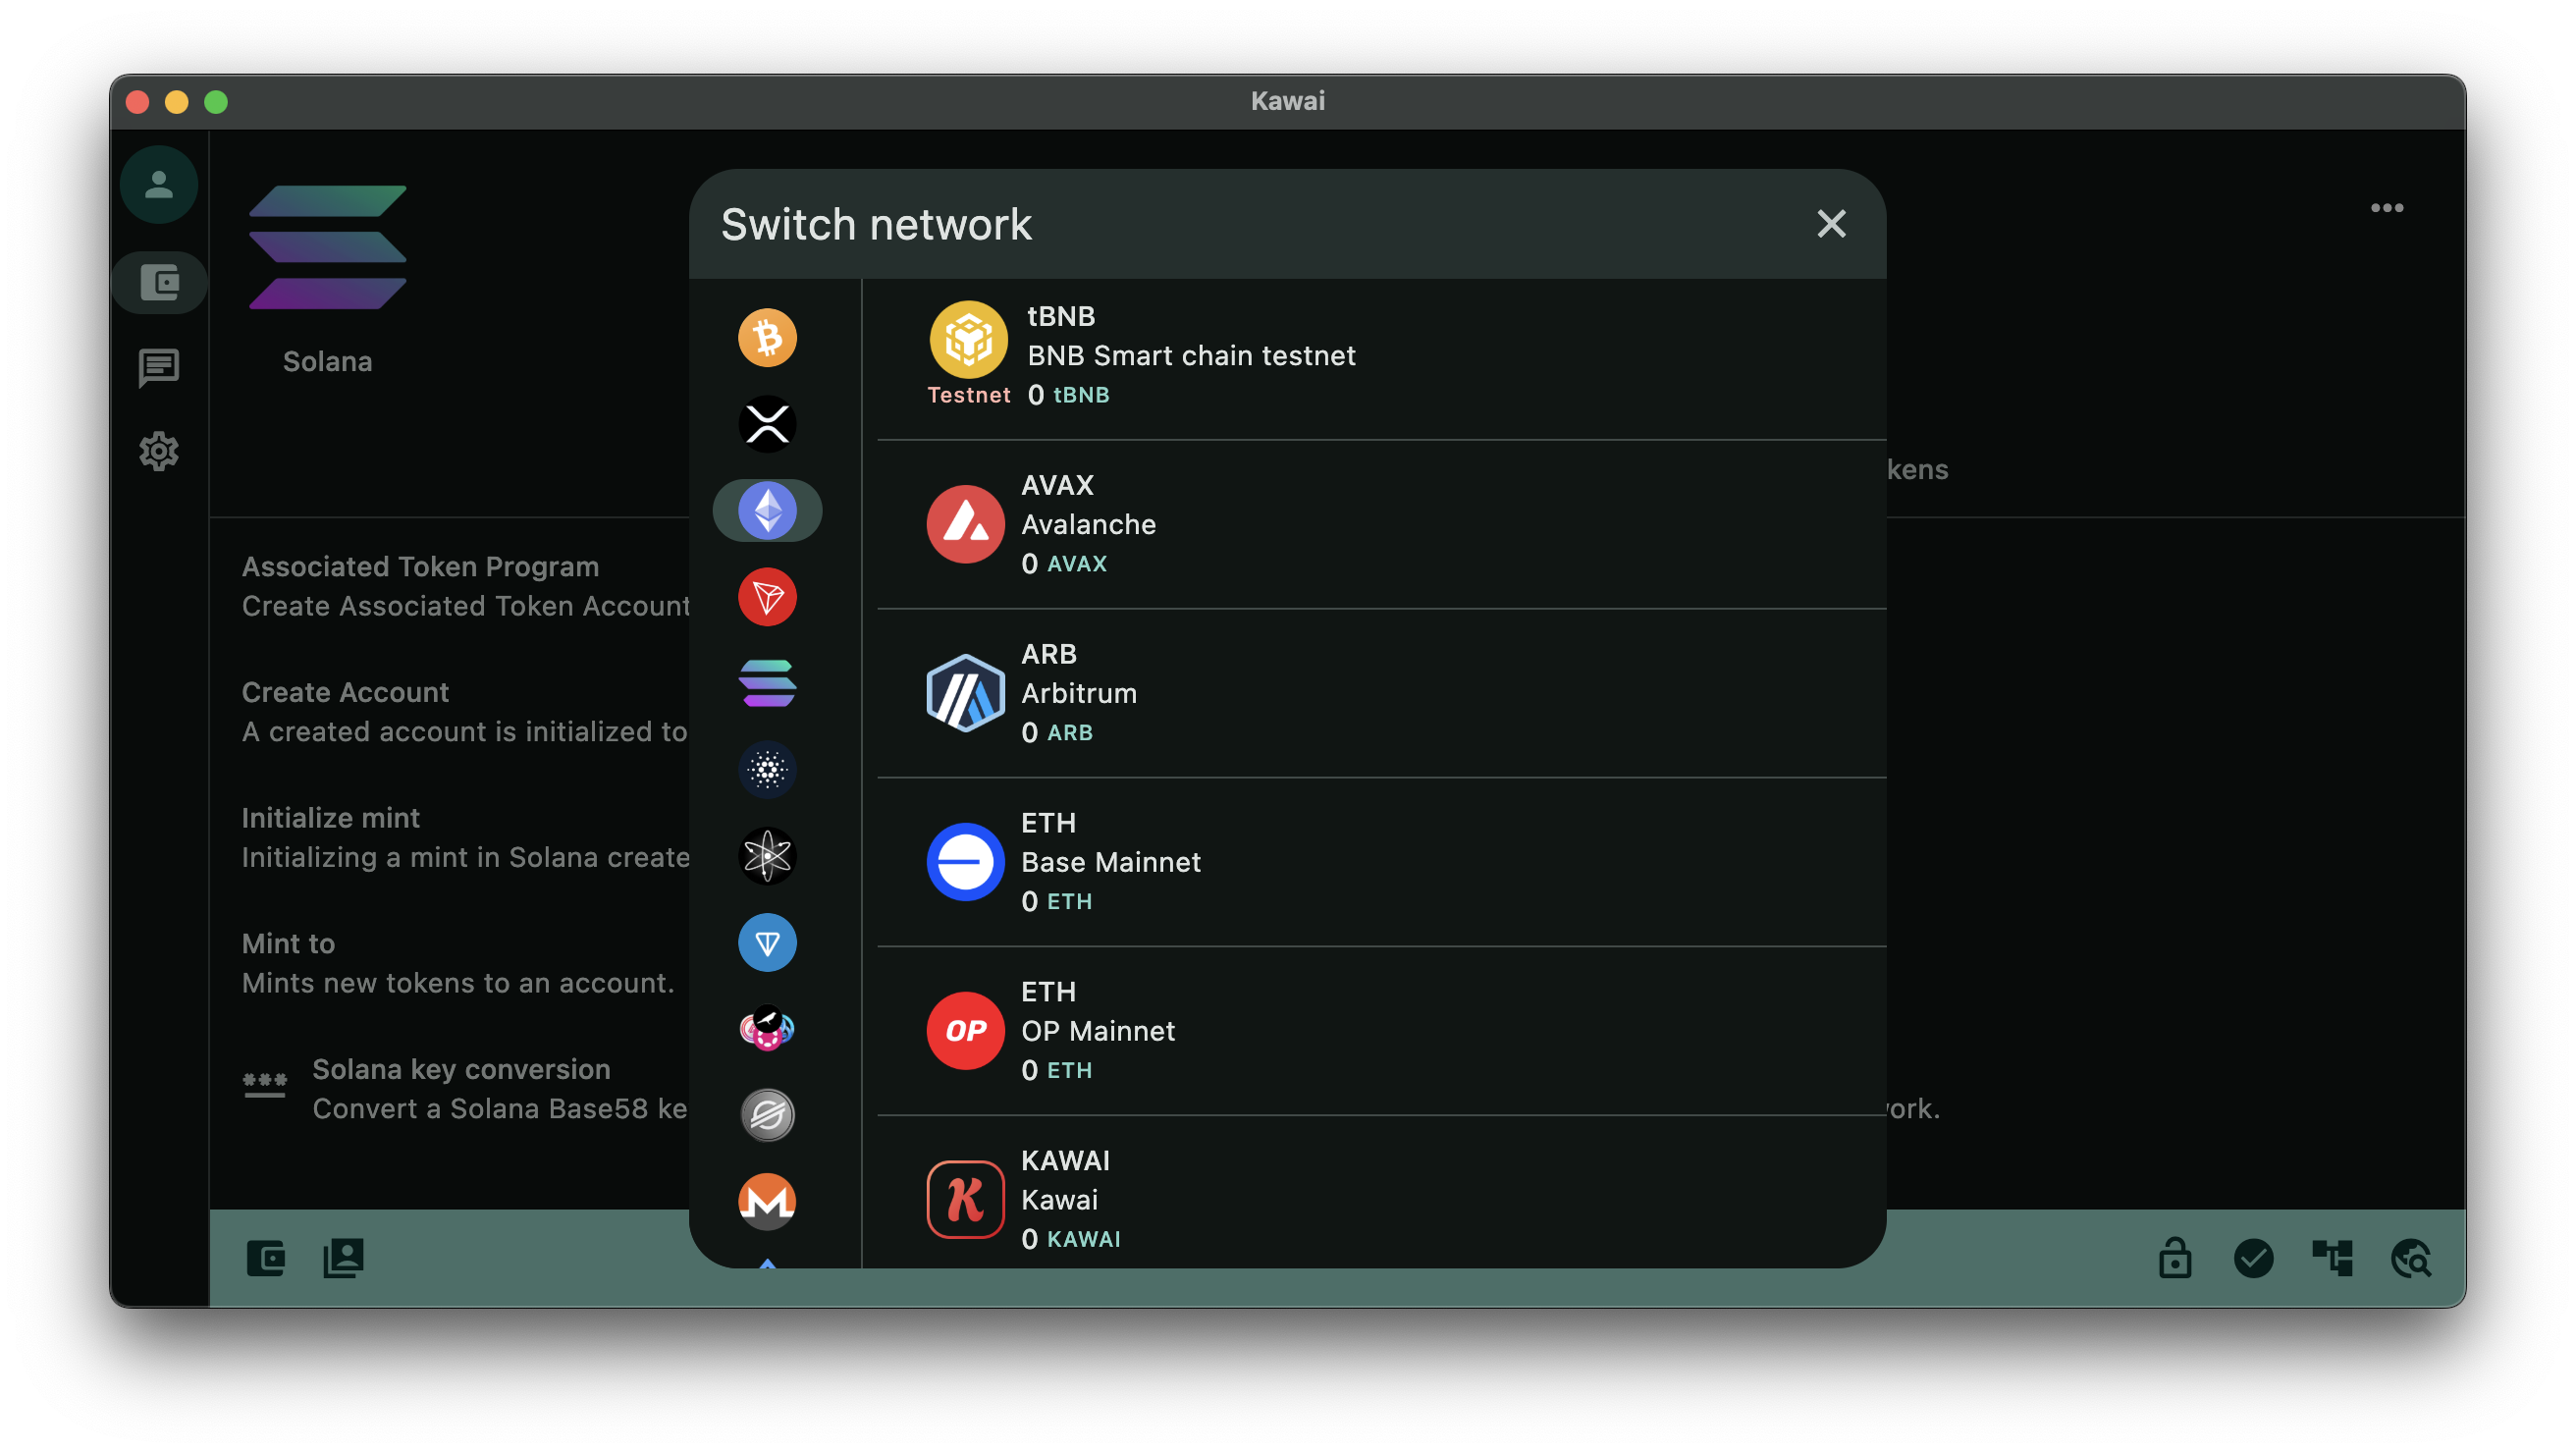 Kawai
Solana
kens
Associated Token Program
Create Associated Token Account
Create Account
A created account is initialized to
Initialize mint
Initializing a mint in Solana create
Mint to
Mints new tokens to an account.
Solana key conversion
Convert a Solana Base58 ke
ork.
Switch network
tBNB
BNB Smart chain testnet
Testnet 0 tBNB
AVAX
Avalanche
0 AVAX
ARB
Arbitrum
0 ARB
ETH
Base Mainnet
0 ETH
OP
ETH
OP Mainnet
0 ETH
K
KAWAI
Kawai
0 KAWAI